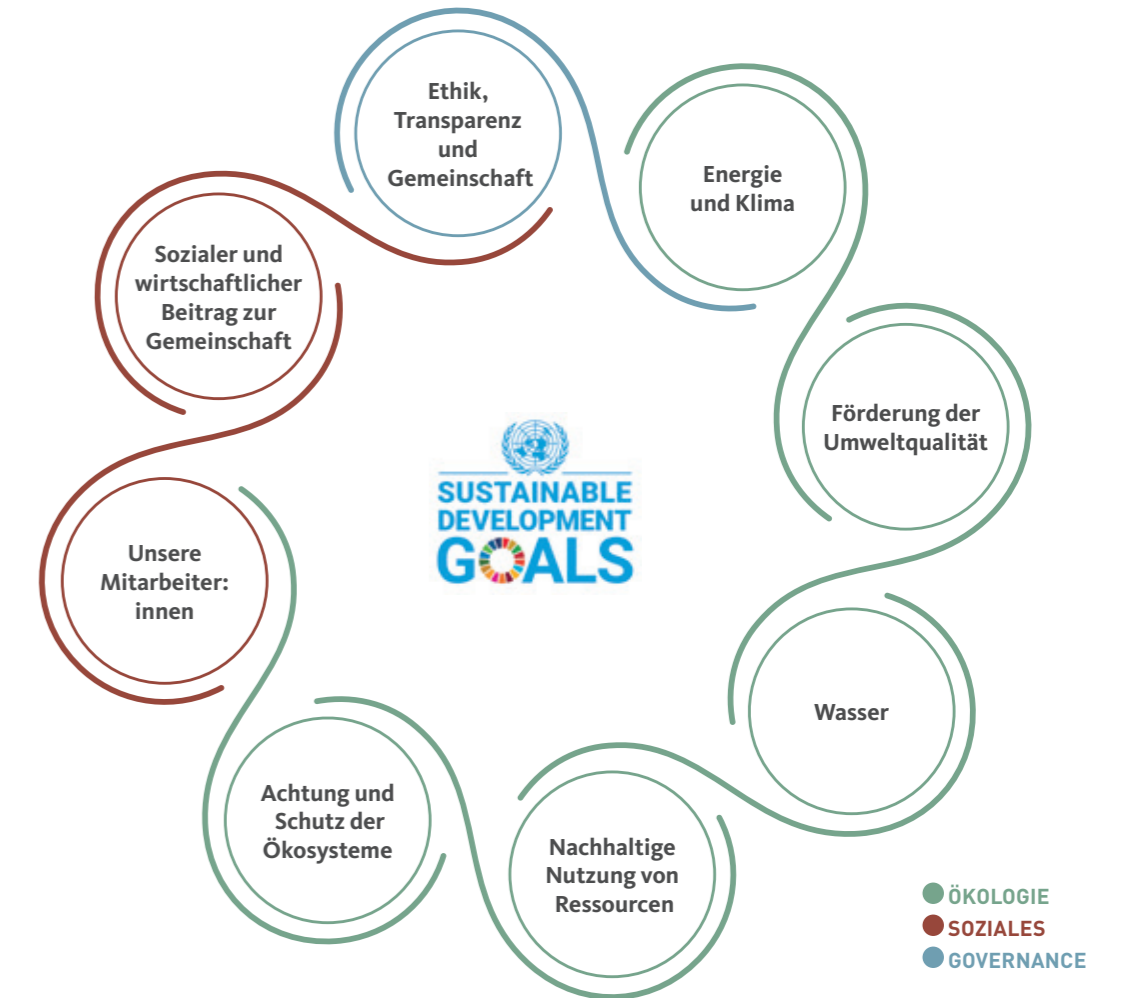 Ethik,
Transparenz
und
Gemeinschaft
Energie
und Klima
Sozialer und
wirtschaftlicher
Beitrag zur
Gemeinschaft
Förderung der
Umweltqualität
SUSTAINABLE
DEVELOPMENT
GOALS
Unsere
Mitarbeiter:
innen
Wasser
Achtung und
Schutz der
Ökosysteme
Nachhaltige
Nutzung von
Ressourcen
ÖKOLOGIE
SOZIALES
GOVERNANCE